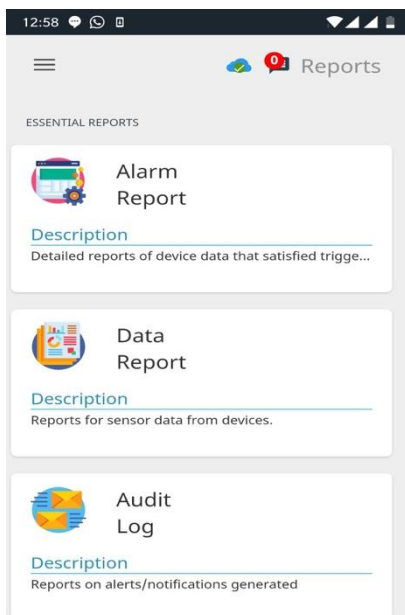 12:58
0
Reports
ESSENTIAL REPORTS
Alarm
Report
Description
Detailed reports of device data that satisfied trigge...
Data
Report
Description
Reports for sensor data from devices.
Audit
Log
Description
Reports on alerts/notifications generated